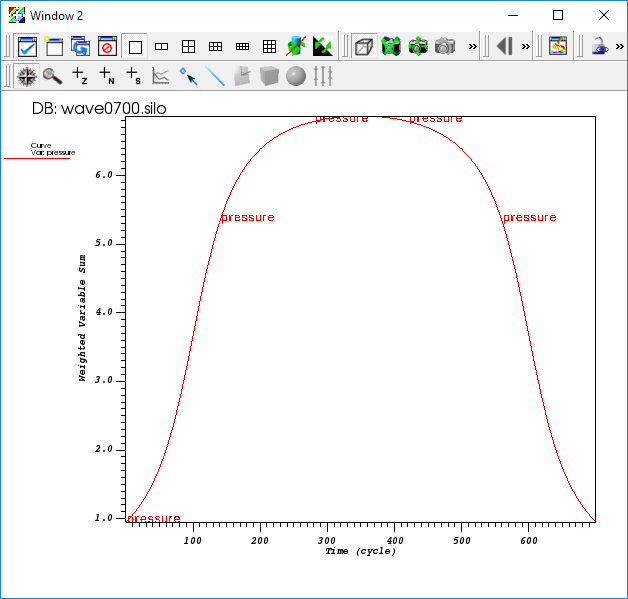 Window 2
»
»
»
»
Z
N
S
DB: wave0700.silo
Curve
Var: pressure
pressure
pressure
6.0
pressure
pressure
5.0
4.0
Weighted Variable Sum
3.0
2.0
1.0
pressure
100
200
300
400
500
600
Time (cycle)